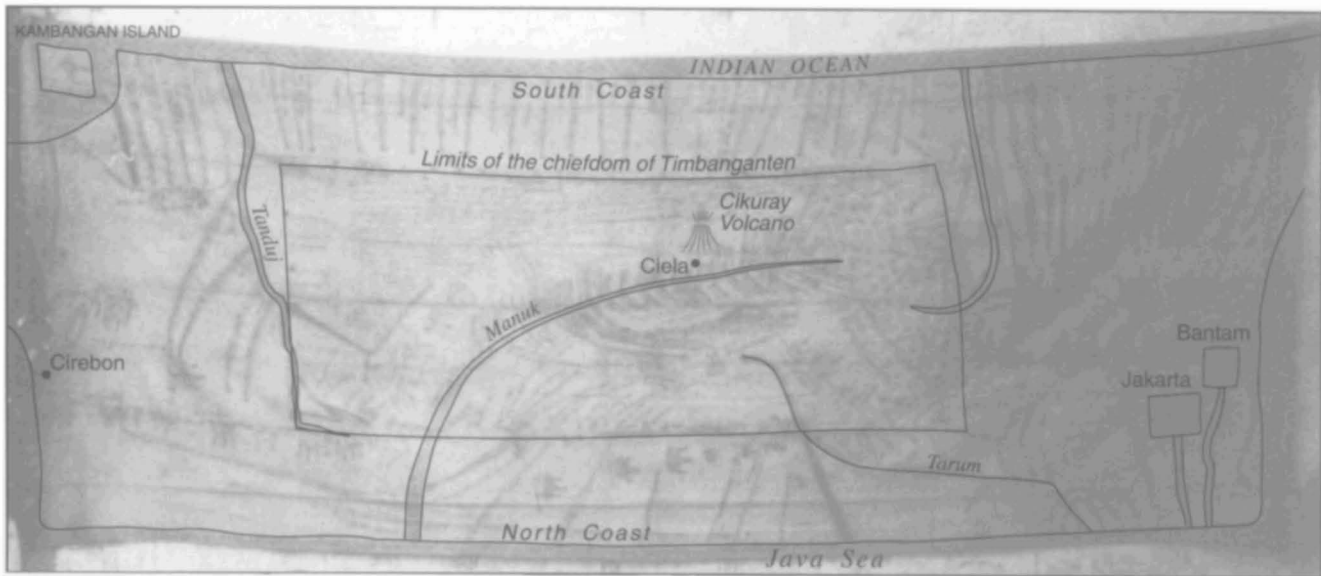 KAMBANGAN ISLAND
INDIAN OCEAN
South Coast
Limits of the chiefdom of Timbanganten
Cikuray
Volcano
Tanduj
Ciela
Manuk
Bantam
Cirebon
Jakarta
Tarum
North Coast
Java Sea